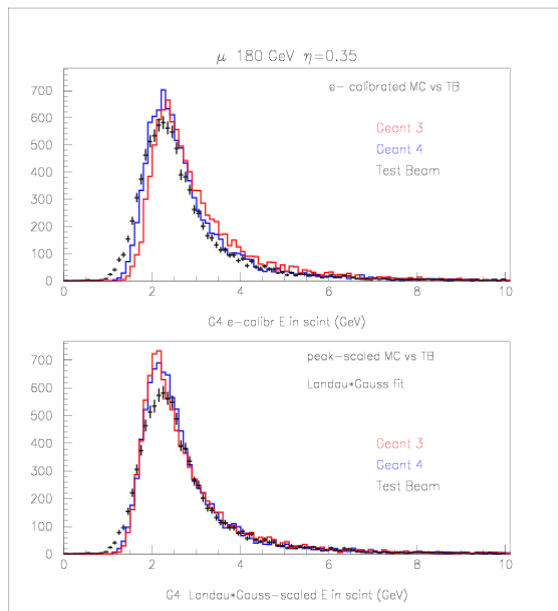 μ 180 GeV η=0.35
e- calibrated MC vs TB
Geant 3
Geant 4
Test Beam
700
600
500
400
300
200
100
0
0 2 4 6 8 10
G4 e-calibr E in scint (GeV)
peak-scaled MC vs TB
Landau*Gauss fit
Geant 3
Geant 4
Test Beam
700
600
500
400
300
200
100
0
0 2 4 6 8 10
G4 Landau*Gauss-scaled E in scint (GeV)